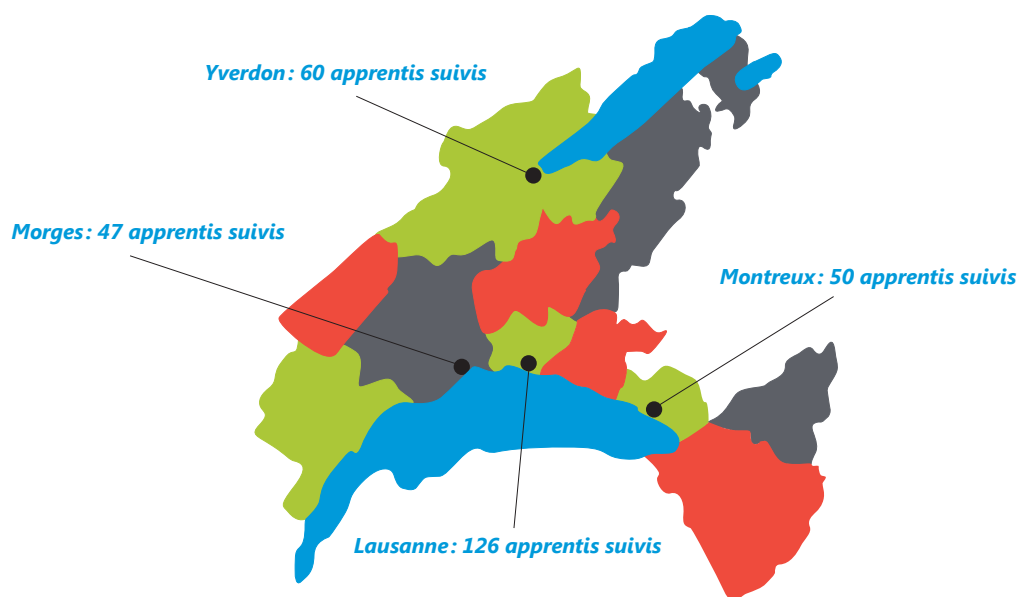 Yverdon: 60 apprentis suivis
Morges: 47 apprentis suivis
Montreux: 50 apprentis suivis
Lausanne: 126 apprentis suivis